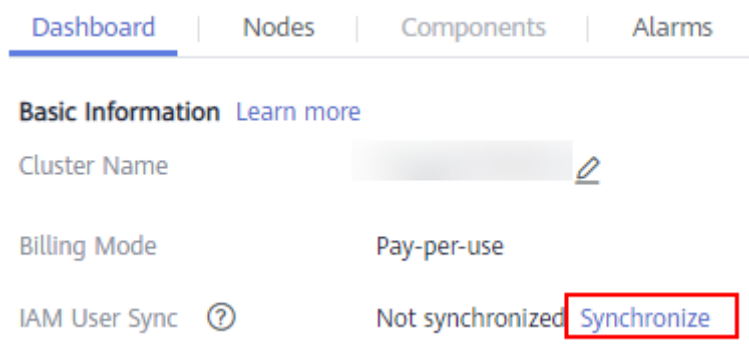 Dashboard Nodes Components Alarms
Basic Information Learn more
Cluster Name
Billing Mode Pay-per-use
IAM User Sync ? Not synchronized Synchronize